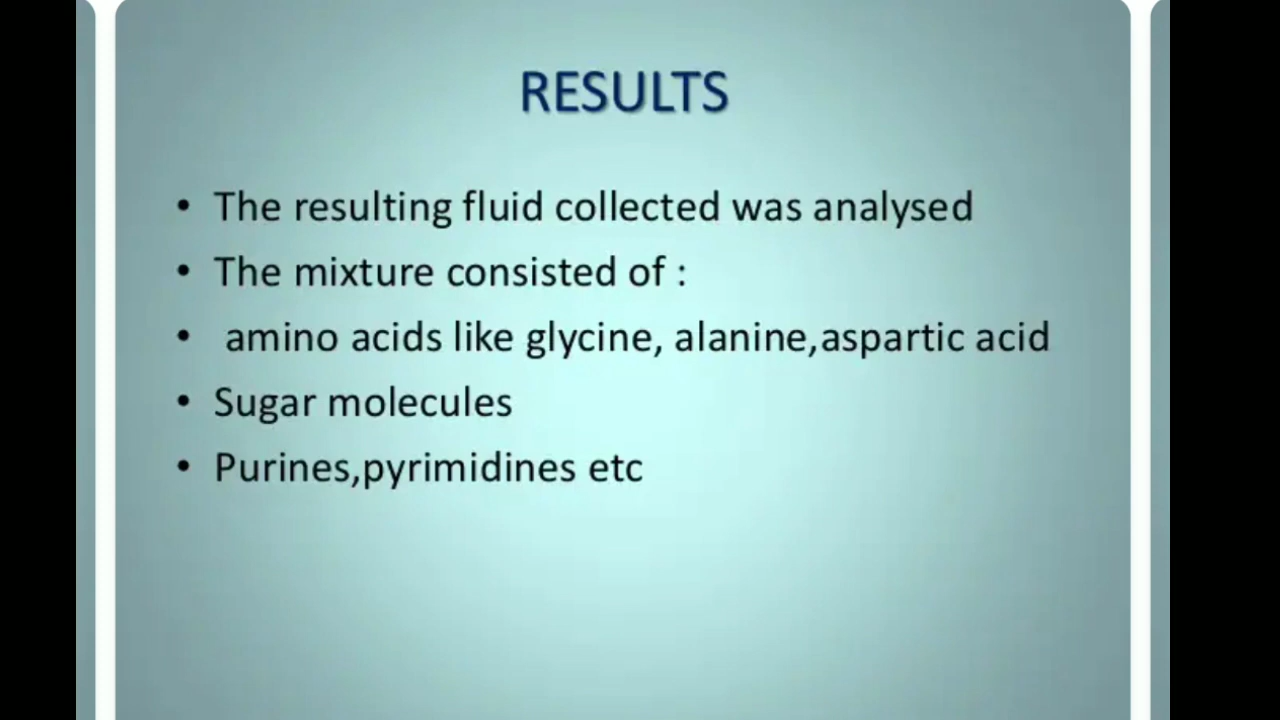 RESULTS
• The resulting fluid collected was analysed
• The mixture consisted of :
• amino acids like glycine, alanine,aspartic acid
• Sugar molecules
• Purines,pyrimidines etc